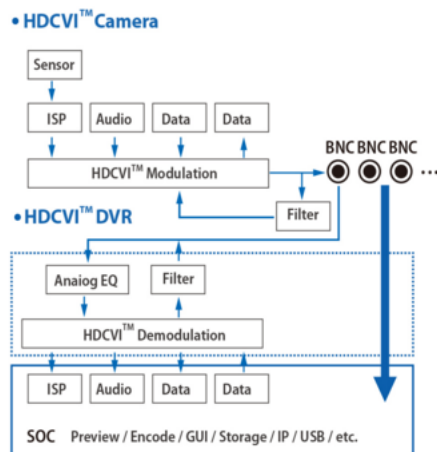 • HDCVI™ Camera
Sensor
ISP Audio Data Data
BNC BNC BNC
HDCVI™ Modulation
...
Filter
• HDCVI™ DVR
Anaiog EQ Filter
HDCVI™ Demodulation
ISP Audio Data Data
SOC Preview / Encode / GUI / Storage / IP / USB / etc.